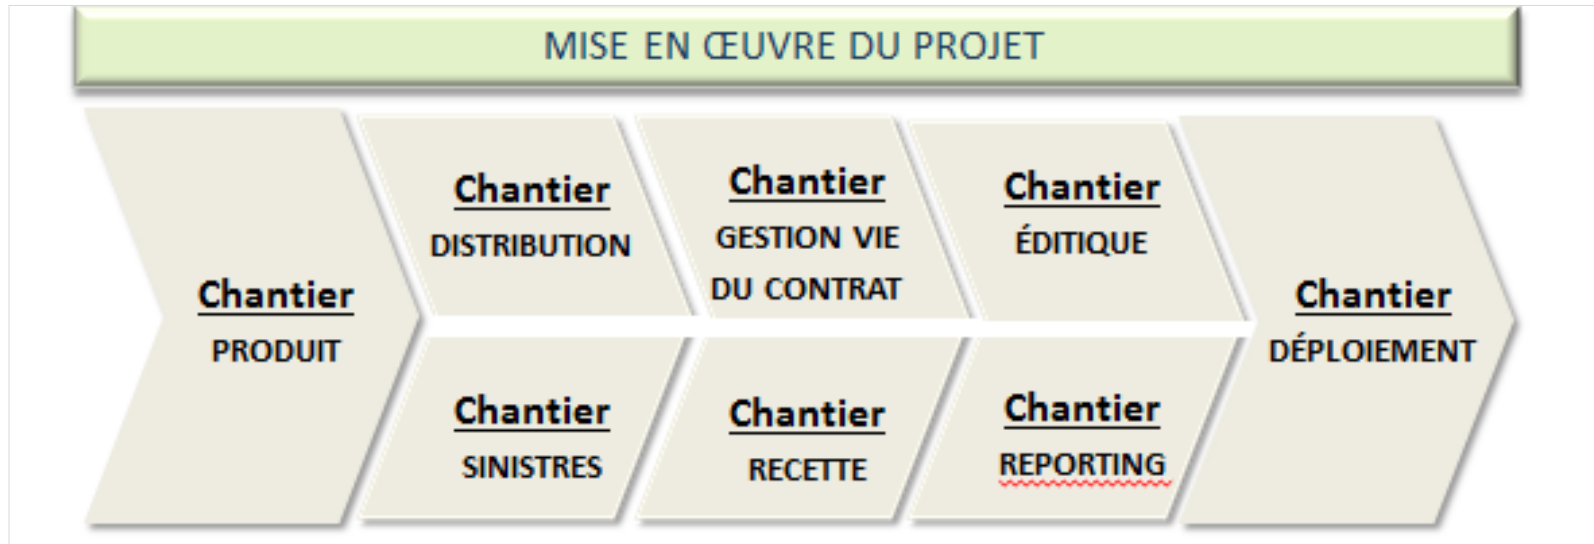 MISE EN ŒUVRE DU PROJET
Chantier
PRODUIT
Chantier
DISTRIBUTION
Chantier
GESTION VIE
DU CONTRAT
Chantier
ÉDITIQUE
Chantier
SINISTRES
Chantier
RECETTE
Chantier
REPORTING
Chantier
DÉPLOIEMENT